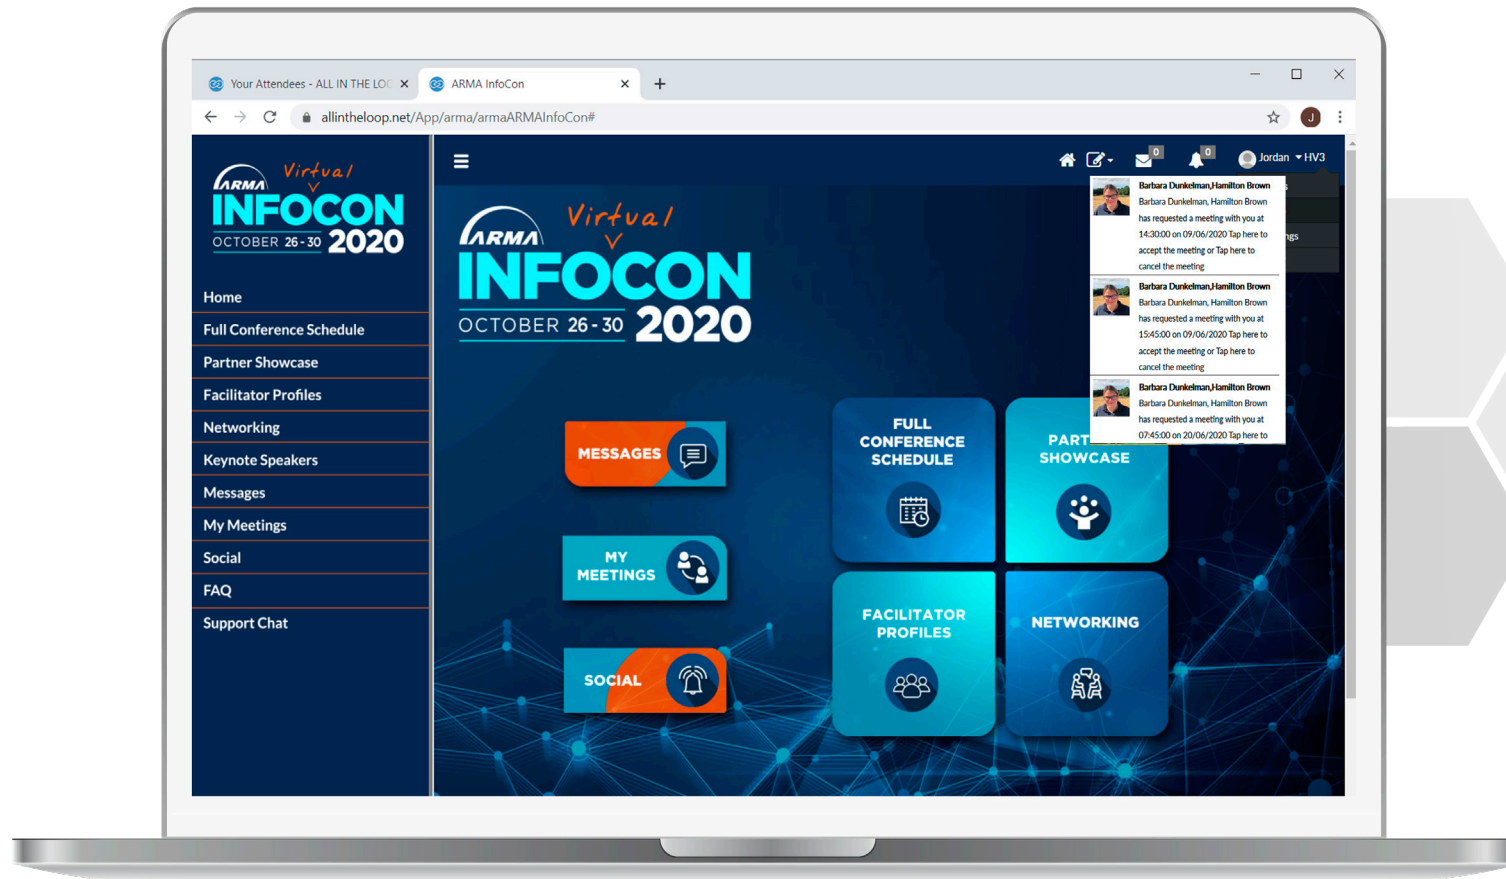 Your Attendees - ALL IN THE LOO
ARMA InfoCon
allintheloop.net/App/arma/armaARMAInfoCon#
J
ARMA
Virtual
INFOCON
OCTOBER 26-30 2020
Home
Full Conference Schedule
Partner Showcase
Facilitator Profiles
Networking
Keynote Speakers
Messages
My Meetings
Social
FAQ
Support Chat
0
0
Jordan HV3
ARMA
Virtual
INFOCON
OCTOBER 26-30 2020
Barbara Dunkelman,Hamilton Brown
Barbara Dunkelman, Hamilton Brown
has requested a meeting with you at
14:30:00 on 09/06/2020 Tap here to
accept the meeting or Tap here to
cancel the meeting
Barbara Dunkelman,Hamilton Brown
Barbara Dunkelman, Hamilton Brown
has requested a meeting with you at
15:45:00 on 09/06/2020 Tap here to
accept the meeting or Tap here to
cancel the meeting
Barbara Dunkelman,Hamilton Brown
Barbara Dunkelman, Hamilton Brown
has requested a meeting with you at
07:45:00 on 20/06/2020 Tap here to
MESSAGES
MY
MEETINGS
SOCIAL
FULL
CONFERENCE
SCHEDULE
SHOWCASE
FACILITATOR
PROFILES
NETWORKING